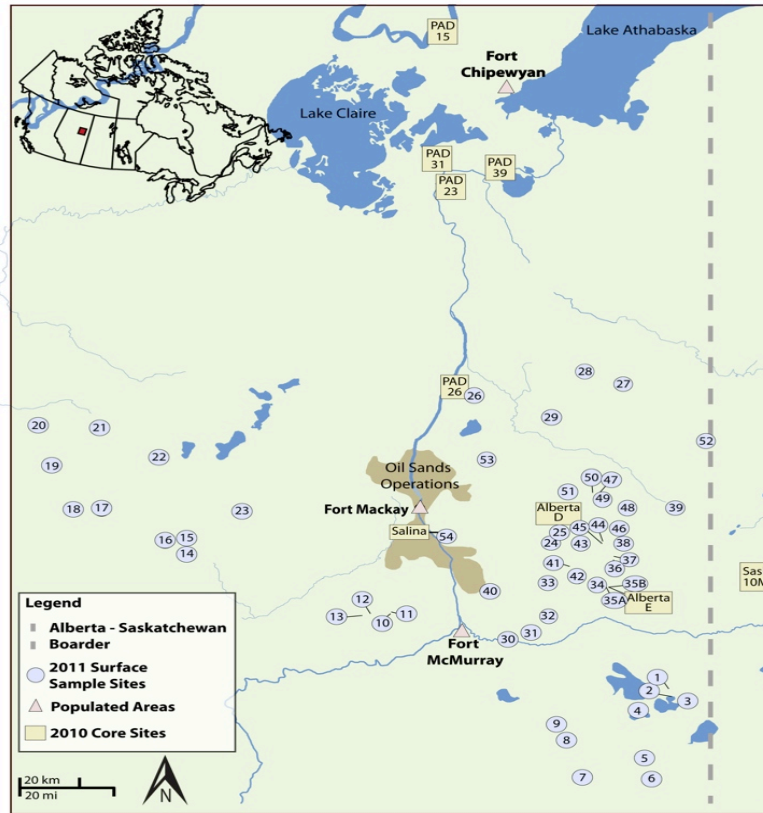 PAD
15
Lake Athabaska
Fort
Chipewyan
Lake Claire
PAD
31
PAD
39
PAD
23
28
27
PAD
26
26
29
20
21
52
22
53
19
Oil Sands
Operations
50
47
51
49
18
17
23
Fort Mackay
48
39
Alberta
D
45
44
46
25
Salina
54
16
15
24
43
38
14
41
37
36
Sas
10M
42
33
34
35B
40
35A
Alberta
E
12
13
11
10
32
31
30
Fort
McMurray
Legend
Alberta - Saskatchewan
Boarder
2011 Surface
Sample Sites
Populated Areas
2010 Core Sites
1
2
3
4
9
8
5
7
6
20 km
20 mi
N